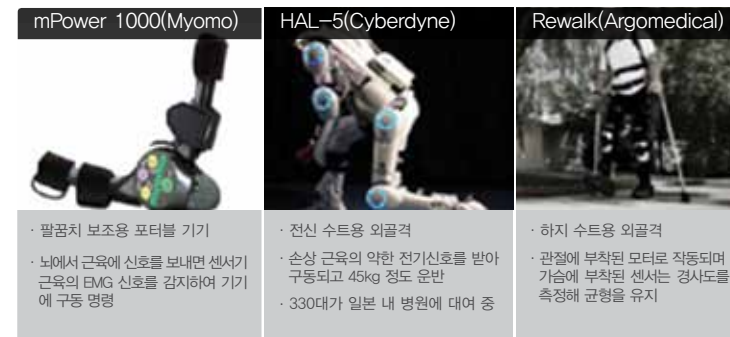 mPower 1000(Myomo)
· 팔꿈치 보조용 포터블 기기
· 뇌에서 근육에 신호를 보내면 센서기
근육의 EMG 신호를 감지하여 기기
에 구동 명령
HAL-5(Cyberdyne)
· 전신 수트용 외골격
· 손상 근육의 약한 전기신호를 받아
구동되고 45kg 정도 운반
· 330대가 일본 내 병원에 대여 중
Rewalk(Argomedical)
· 하지 수트용 외골격
· 관절에 부착된 모터로 작동되며
가슴에 부착된 센서는 경사도를
측정해 균형을 유지